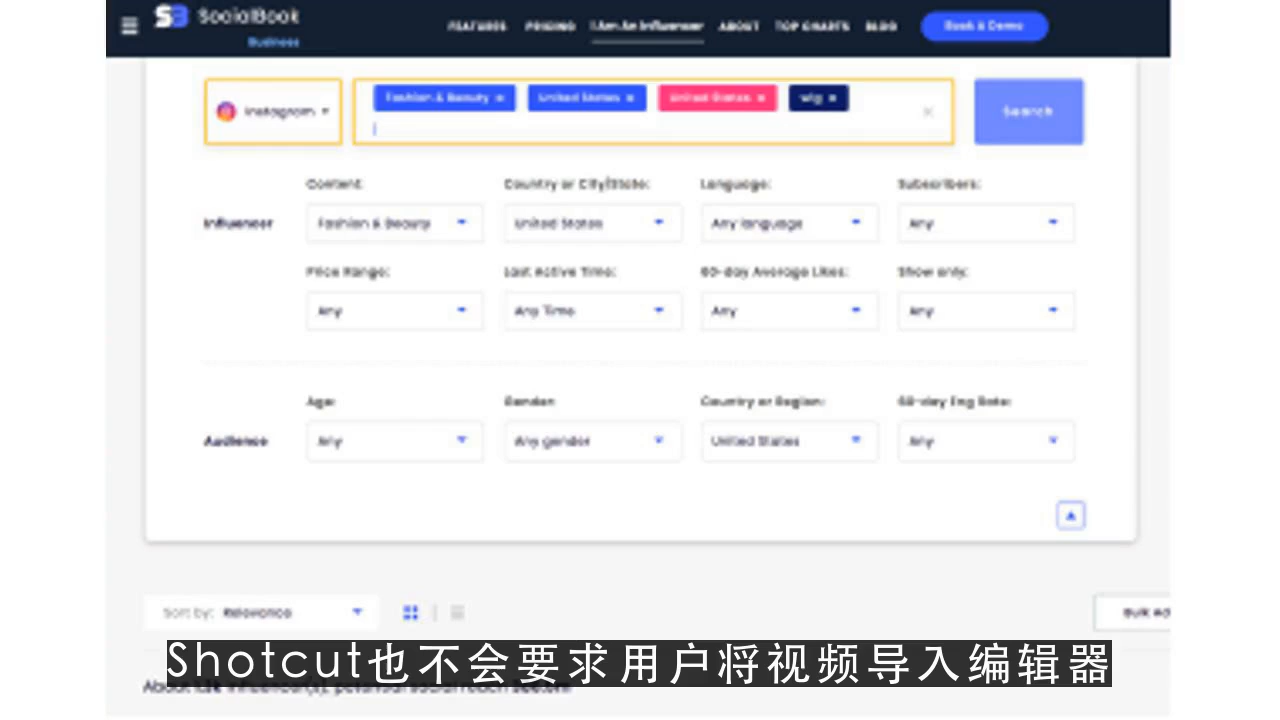 SB SocialBook
Business
FEATURES PRICING I Am An Influencer ABOUT TOP CHARTS BLOG Book A Demo
Instagram
Fashion & Beauty × United States × United States × wig × ×
Search
Content: Country or City/State: Language: Subscribers:
Influencer Fashion & Beauty United States Any language Any
Price Range: Last Active Time: 60-day Average Likes: Show only:
Any Any Time Any Any
Age: Gender: Country or Region: 60-day Eng Rate:
Audience Any Any gender United States Any
Sort by: Relevance
Shotcut也不会要求用户将视频导入编辑器